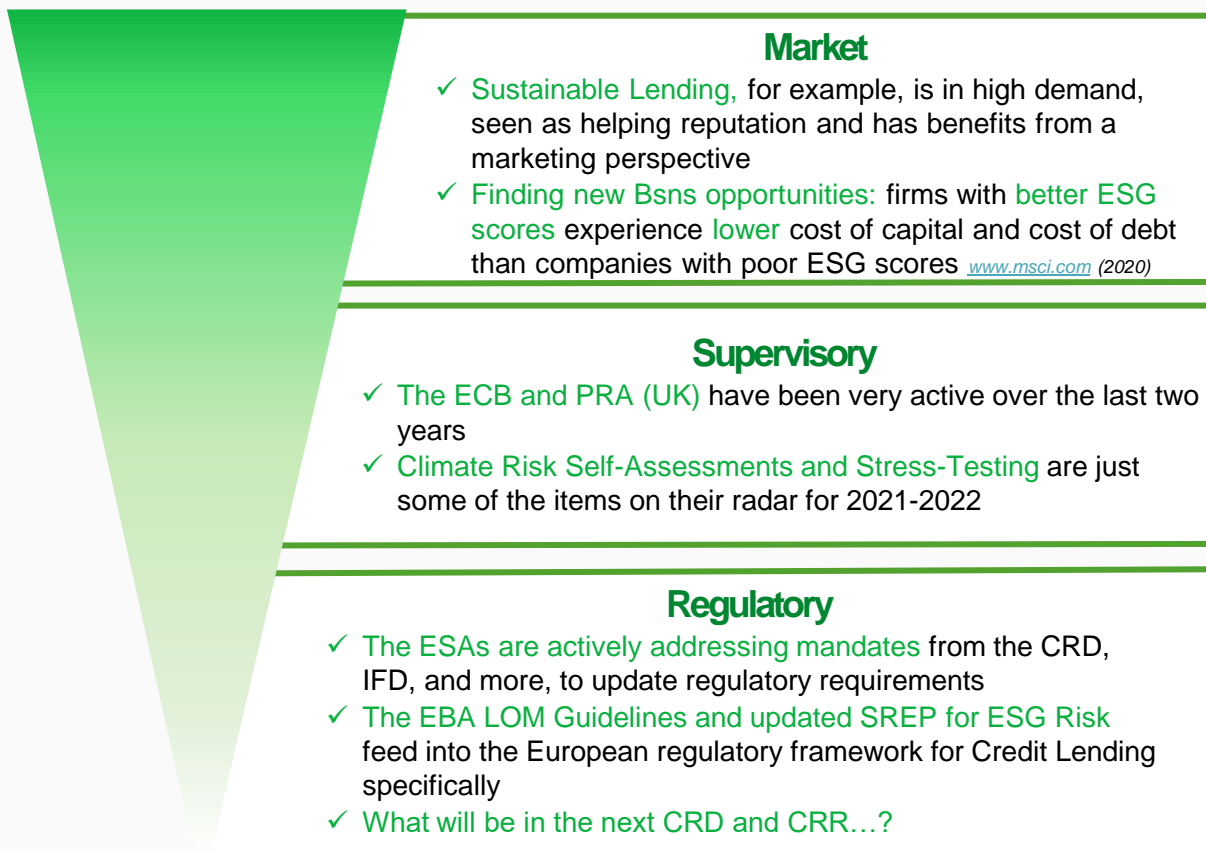 Market
✓ Sustainable Lending, for example, is in high demand,
seen as helping reputation and has benefits from a
marketing perspective
✓ Finding new Bsns opportunities: firms with better ESG
scores experience lower cost of capital and cost of debt
than companies with poor ESG scores www.msci.com (2020)
Supervisory
✓ The ECB and PRA (UK) have been very active over the last two
years
✓ Climate Risk Self-Assessments and Stress-Testing are just
some of the items on their radar for 2021-2022
Regulatory
✓ The ESAs are actively addressing mandates from the CRD,
IFD, and more, to update regulatory requirements
✓ The EBA LOM Guidelines and updated SREP for ESG Risk
feed into the European regulatory framework for Credit Lending
specifically
✓ What will be in the next CRD and CRR…?